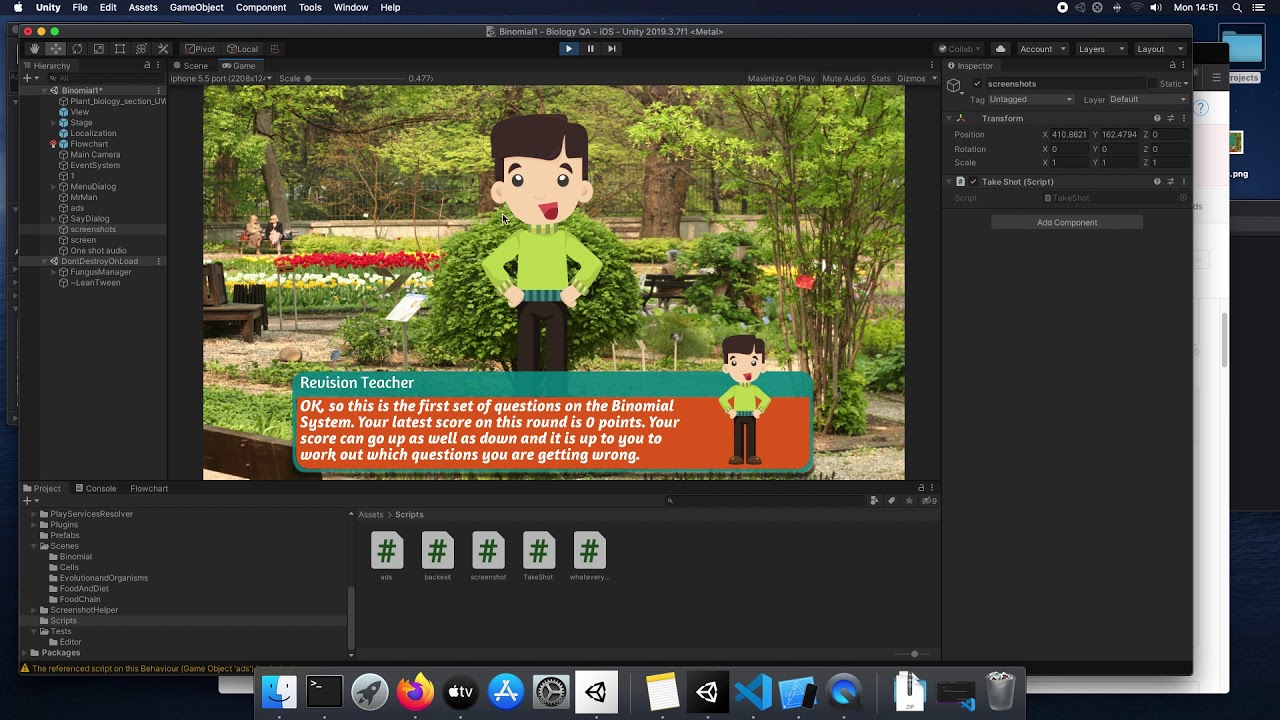 Unity File Edit Assets GameObject Component Tools Window Help Mon 14:51
Binomial1 - Biology QA - iOS - Unity 2019.3.7f1 <Metal>
Pivot Local Collab Account Layers Layout
Hierarchy Scene Game Inspector
All iphone 5.5 port (2208x124 Scale 0.477x Maximize On Play Mute Audio Stats Gizmos
screenshots Static
Tag Untagged Layer Default
Transform
Position X 410.8621 Y 162.4794 Z 0
Rotation X 0 Y 0 Z 0
Scale X 1 Y 1 Z 1
Take Shot (Script)
Script TakeShot
Add Component
Binomial1*
Plant_biology_section_UW
View
Stage
Localization
Flowchart
Main Camera
EventSystem
1
MenuDialog
MrMan
ads
SayDialog
screenshots
screen
One shot audio
DontDestroyOnLoad
FungusManager
~LeanTween
rojects
.png
Revision Teacher
OK, so this is the first set of questions on the Binomial
System. Your latest score on this round is 0 points. Your
score can go up as well as down and it is up to you to
work out which questions you are getting wrong.
Project Console Flowchart
9
PlayServicesResolver
Plugins
Prefabs
Scenes
Binomial
Cells
EvolutionandOrganisms
FoodAndDiet
FoodChain
ScreenshotHelper
Scripts
Tests
Editor
Packages
Assets > Scripts
ads backexit screenshot TakeShot whatevery...
The referenced script on this Behaviour (Game Object 'ads')
tv
ZIP